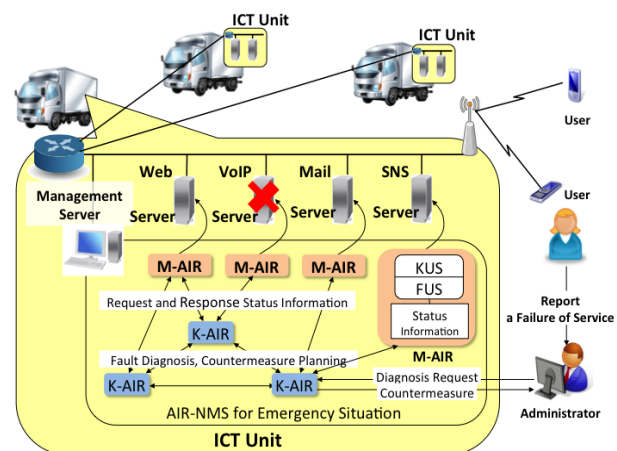 ICT Unit
ICT Unit
User
User
Management
Server
Web
Server
VoIP
Server
Mail
Server
SNS
Server
M-AIR
M-AIR
M-AIR
KUS
FUS
Status
Information
M-AIR
Request and Response Status Information
K-AIR
Fault Diagnosis, Countermeasure Planning
K-AIR
K-AIR
Report
a Failure of Service
Diagnosis Request
Countermeasure
Administrator
AIR-NMS for Emergency Situation
ICT Unit